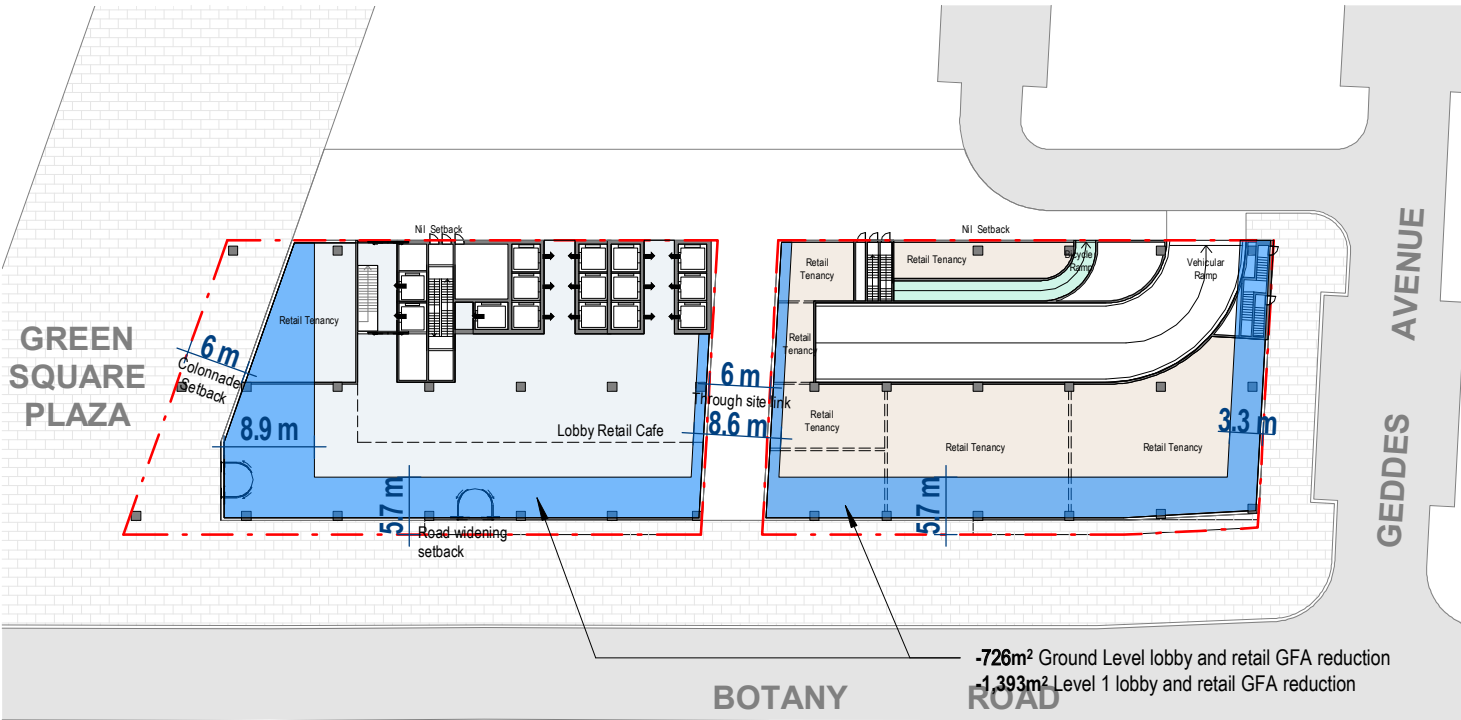 Nil Setback
Nil Setback
Retail
Tenancy
Retail Tenancy
Bicycle
Ramp
Vehicular
Ramp
Retail Tenancy
GREEN
SQUARE
PLAZA
6 m
Colonnade
Setback
Retail
Tenancy
6 m
Through site link
8.9 m
Lobby Retail Cafe
8.6 m
Retail
Tenancy
Retail Tenancy
Retail Tenancy
3.3 m
5.7 m
Road widening
setback
5.7 m
GEDDES AVENUE
-726m² Ground Level lobby and retail GFA reduction
-1,393m² Level 1 lobby and retail GFA reduction
BOTANY ROAD